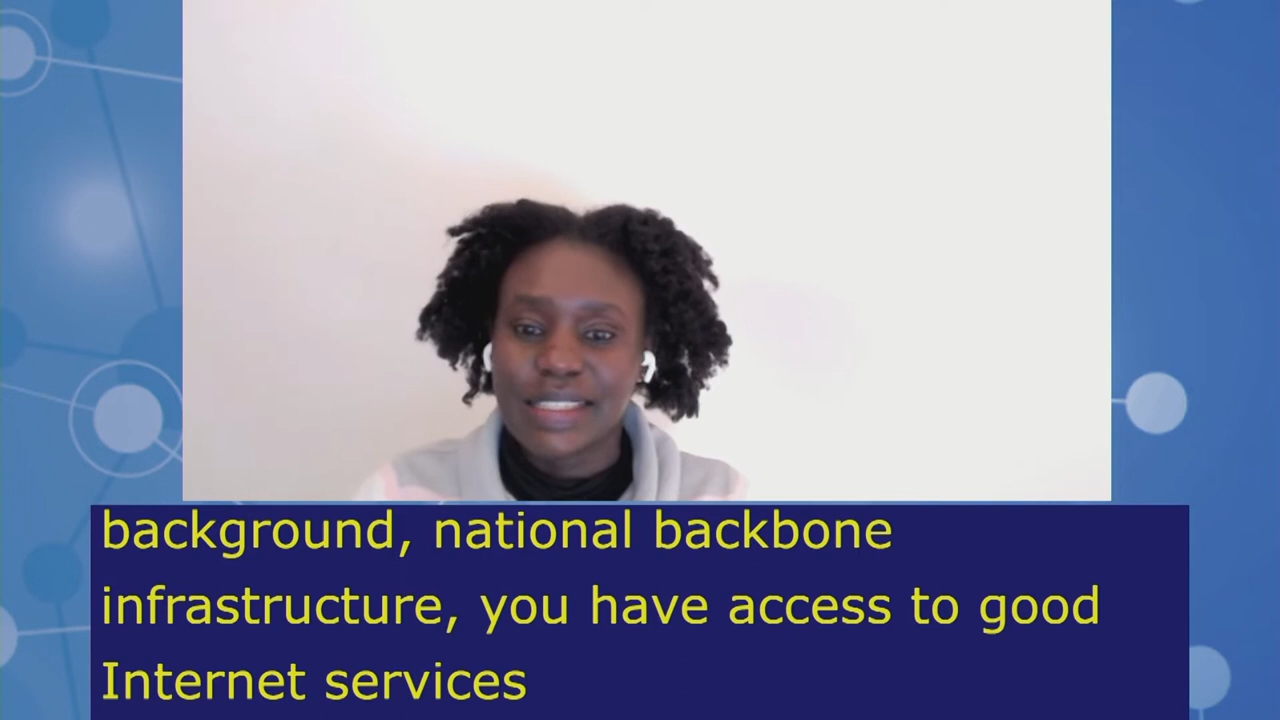 background, national backbone
infrastructure, you have access to good
Internet services